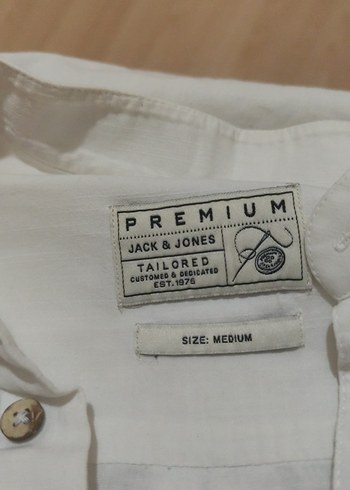 PREMIUM
JACK & JONES
TAILORED
CUSTOMED & DEDICATED
EST. 1975
SIZE: MEDIUM